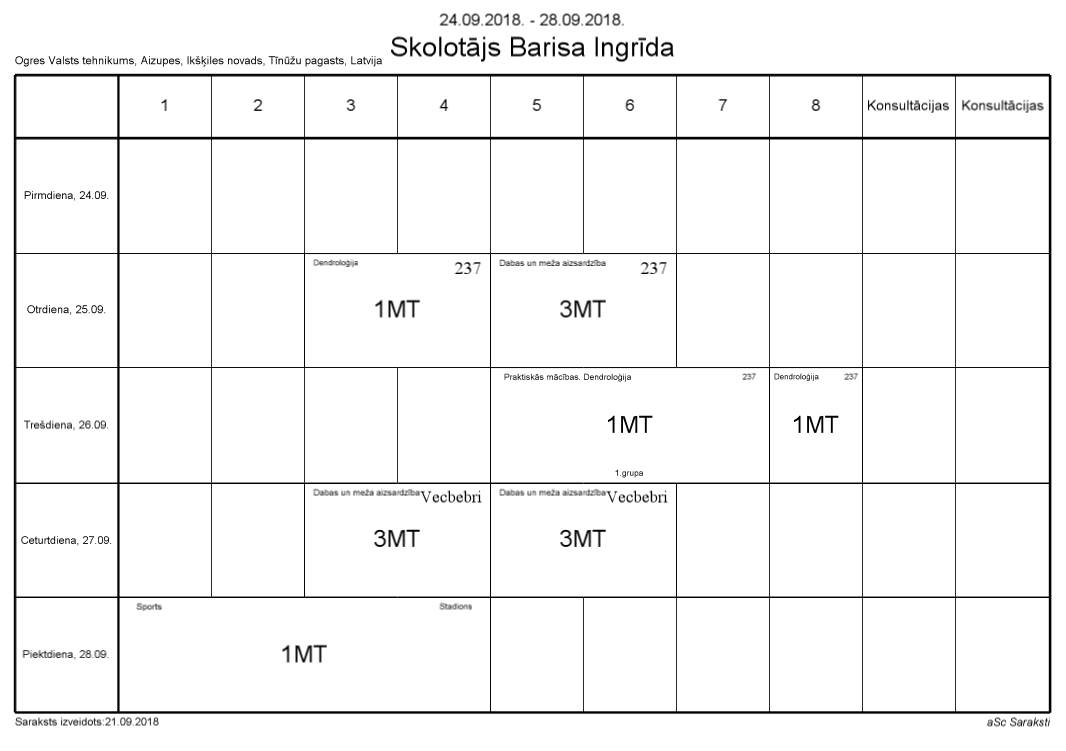 24.09.2018. - 28.09.2018.
Skolotājs Barisa Ingrīda
Ogres Valsts tehnikums, Aizupes, Ikšķiles novads, Tīnūžu pagasts, Latvija
1 2 3 4 5 6 7 8 Konsultācijas Konsultācijas
Pirmdiena, 24.09.
Dendroloģija 237 Dabas un meža aizsardzība 237
Otrdiena, 25.09. 1MT 3MT
Praktiskās mācības. Dendroloģija 237 Dendroloģija 237
Trešdiena, 26.09. 1MT 1MT
1.grupa
Dabas un meža aizsardzība Vecbebri Dabas un meža aizsardzība Vecbebri
Ceturtdiena, 27.09. 3MT 3MT
Sports Stadions
Piektdiena, 28.09. 1MT
Saraksts izveidots:21.09.2018 aSc Saraksti